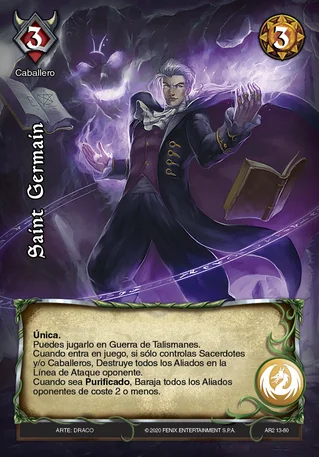 3
3
Caballero
Saint Germain
Única.
Puedes jugarlo en Guerra de Talismanes.
Cuando entra en juego, si sólo controlas Sacerdotes
y/o Caballeros, Destruye todos los Aliados en la
Línea de Ataque oponente.
Cuando sea Purificado, Baraja todos los Aliados
oponentes de coste 2 o menos.
ARTE: DRACO
© 2020 FENIX ENTERTAINMENT S.P.A.
AR2 13-80